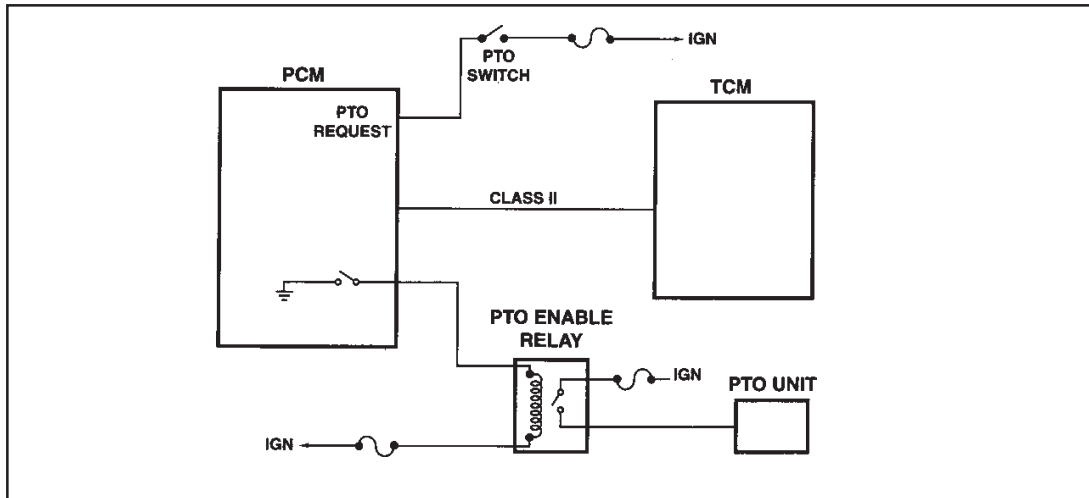 IGN
PTO
SWITCH
PCM
TCM
PTO
REQUEST
CLASS II
PTO ENABLE
RELAY
IGN
PTO UNIT
IGN